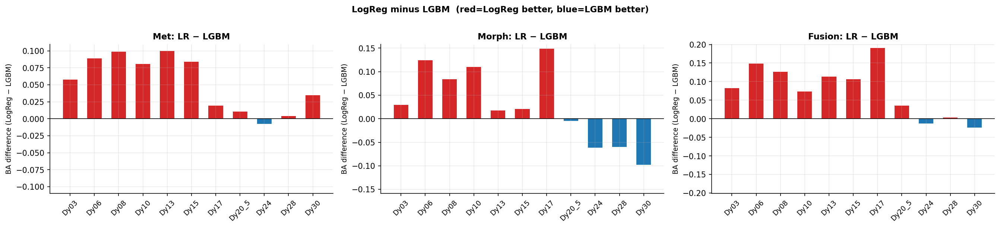 LogReg minus LGBM  (red=LogReg better, blue=LGBM better)
Met: LR − LGBM
BA difference (LogReg − LGBM)
0.100
0.075
0.050
0.025
0.000
−0.025
−0.050
−0.075
−0.100
Dy03
Dy06
Dy08
Dy10
Dy13
Dy15
Dy17
Dy20_5
Dy24
Dy28
Dy30
Morph: LR − LGBM
BA difference (LogReg − LGBM)
0.15
0.10
0.05
0.00
−0.05
−0.10
−0.15
Dy03
Dy06
Dy08
Dy10
Dy13
Dy15
Dy17
Dy20_5
Dy24
Dy28
Dy30
Fusion: LR − LGBM
BA difference (LogReg − LGBM)
0.20
0.15
0.10
0.05
0.00
−0.05
−0.10
−0.15
−0.20
Dy03
Dy06
Dy08
Dy10
Dy13
Dy15
Dy17
Dy20_5
Dy24
Dy28
Dy30